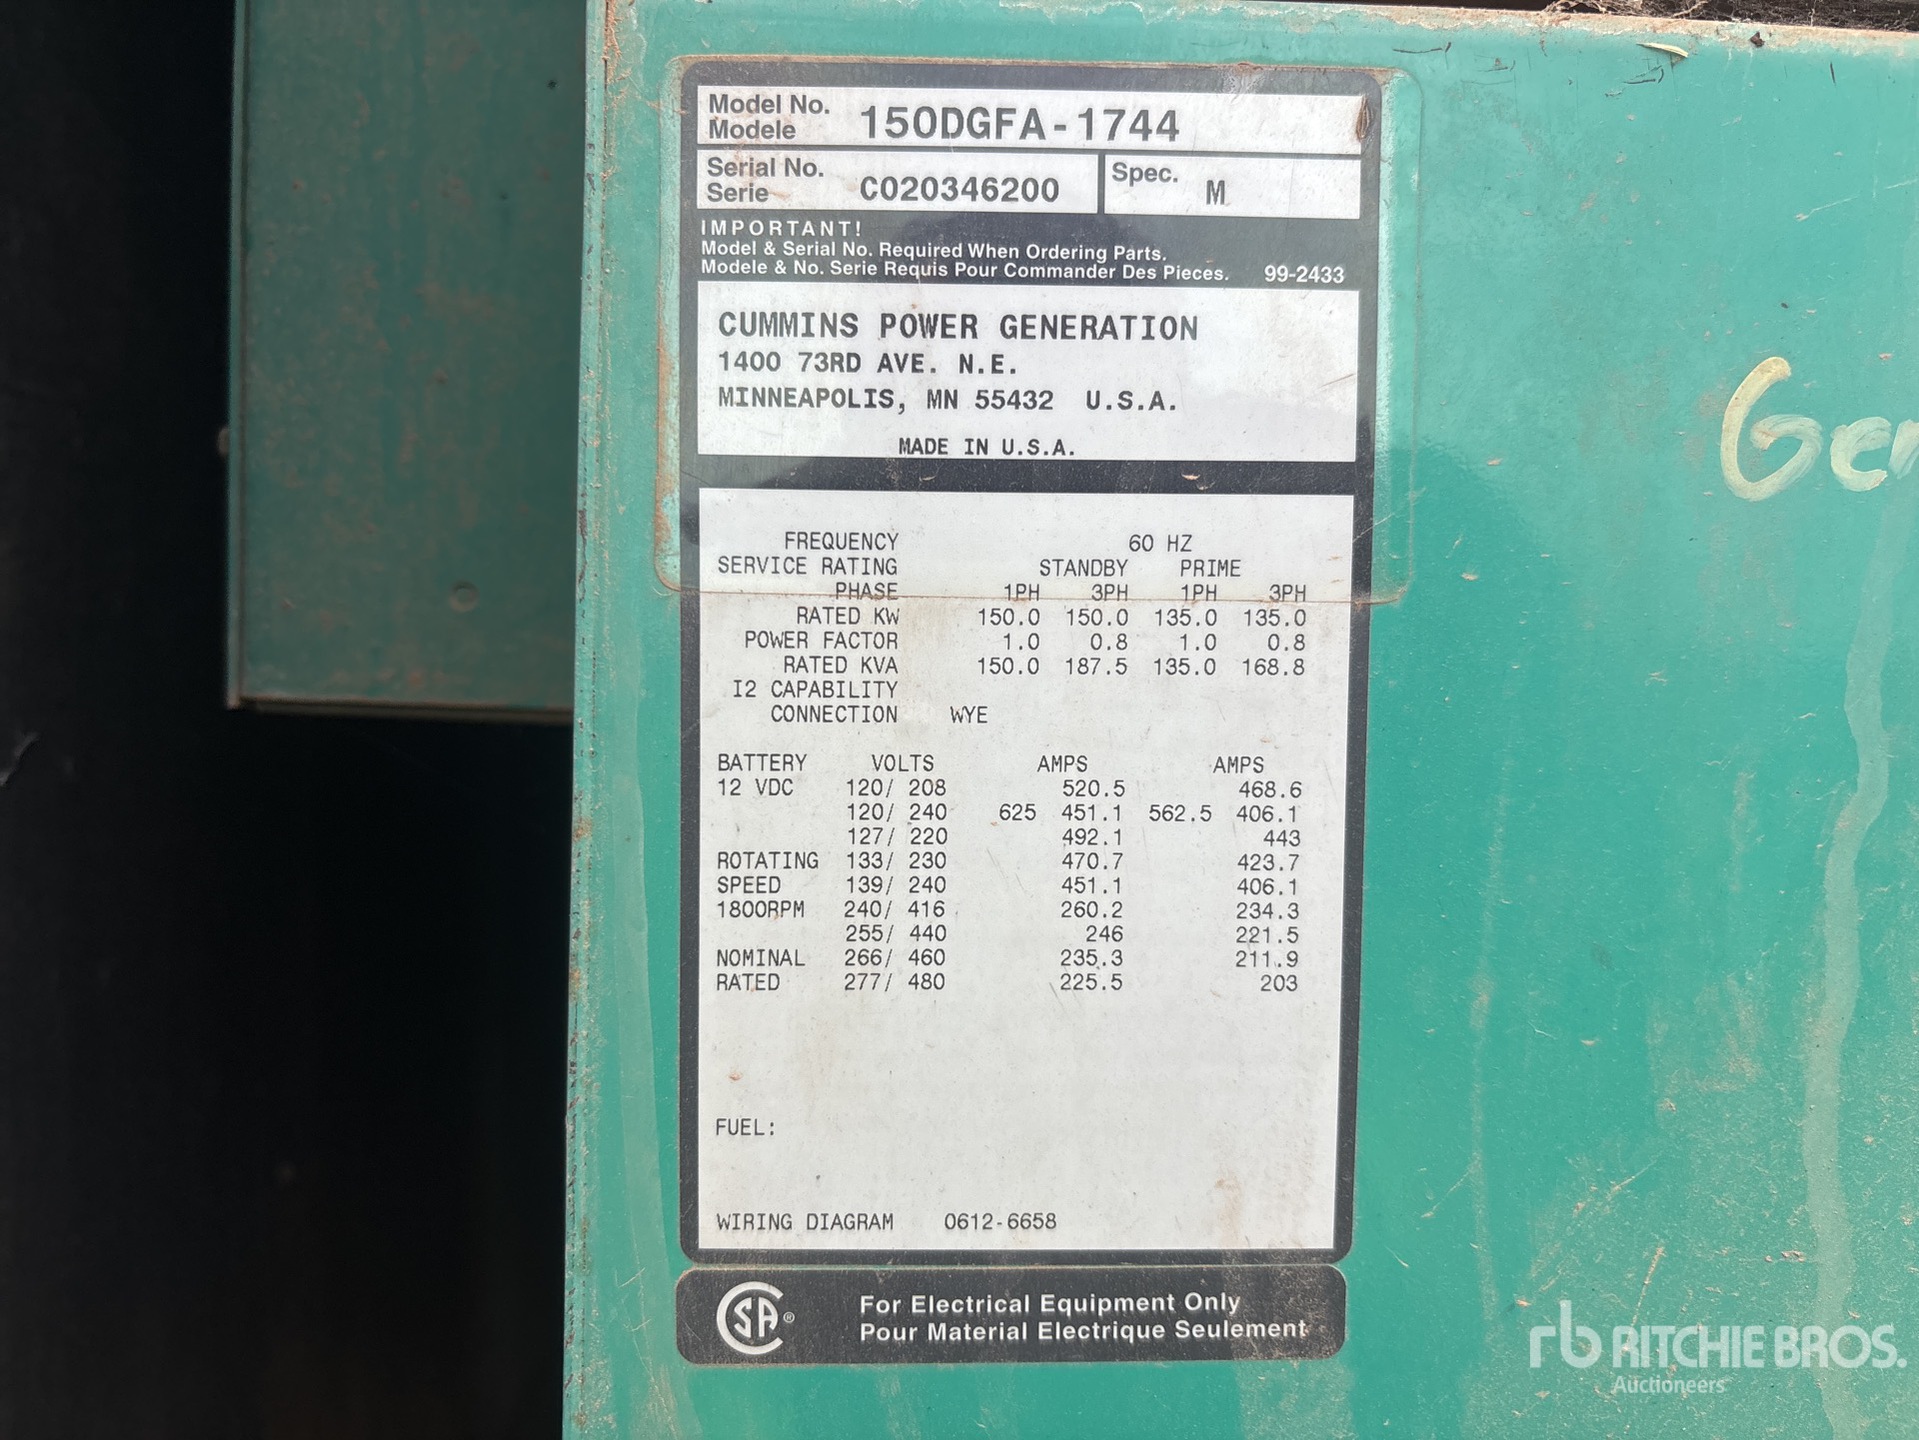 Model No.
Modele 150DGFA-1744
Serial No.
Serie C020346200 Spec. M
IMPORTANT!
Model & Serial No. Required When Ordering Parts.
Modele & No. Serie Requis Pour Commander Des Pieces. 99-2433
CUMMINS POWER GENERATION
1400 73RD AVE. N.E.
MINNEAPOLIS, MN 55432 U.S.A.
MADE IN U.S.A.
FREQUENCY 60 HZ
SERVICE RATING STANDBY PRIME
PHASE 1PH 3PH 1PH 3PH
RATED KW 150.0 150.0 135.0 135.0
POWER FACTOR 1.0 0.8 1.0 0.8
RATED KVA 150.0 187.5 135.0 168.8
I2 CAPABILITY
CONNECTION WYE
BATTERY VOLTS AMPS AMPS
12 VDC 120/ 208 520.5 468.6
120/ 240 625 451.1 562.5 406.1
127/ 220 492.1 443
ROTATING 133/ 230 470.7 423.7
SPEED 139/ 240 451.1 406.1
1800RPM 240/ 416 260.2 234.3
255/ 440 246 221.5
NOMINAL 266/ 460 235.3 211.9
RATED 277/ 480 225.5 203
FUEL:
WIRING DIAGRAM 0612-6658
CSA ®
For Electrical Equipment Only
Pour Material Electrique Seulement
Gen
rb RITCHIE BROS.
Auctioneers